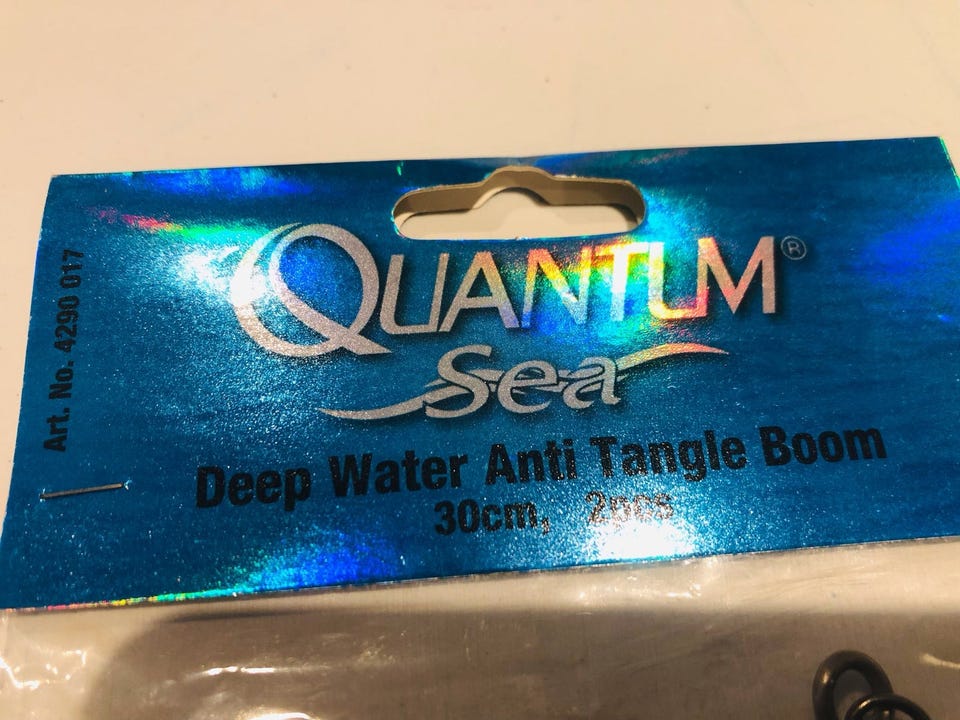 QUANTUM®
Sea
Deep Water Anti Tangle Boom
30cm, 2pcs
Art. No. 4290 017